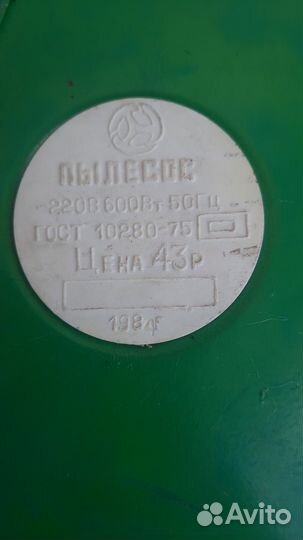 ПЫЛЕСОС
~220В 600Вт 50Гц
ГОСТ 10280-75
Цена 43р
1984г
Avito